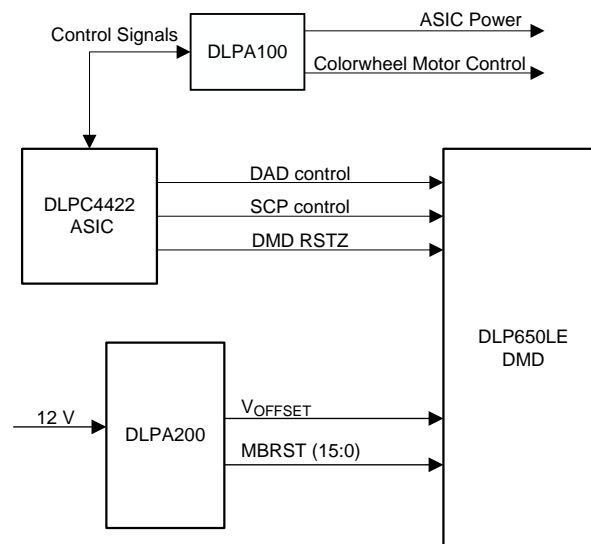 ASIC Power
Control Signals
DLPA100
Colorwheel Motor Control
DLPC4422
ASIC
DAD control
SCP control
DMD RSTZ
DLP650LE
DMD
12 V
DLPA200
VOFFSET
MBRST (15:0)